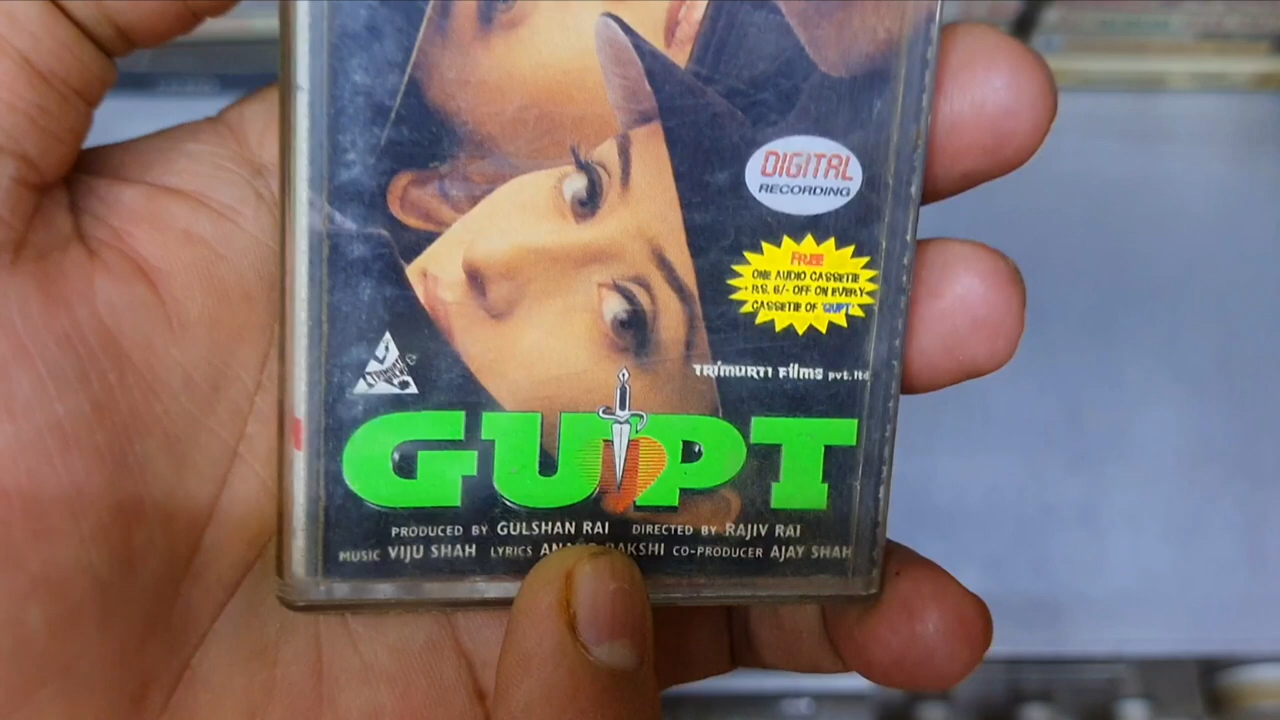 DIGITAL
RECORDING
FREE
ONE AUDIO CASSETTE
RS. 6/- OFF ON EVERY
CASSETTE OF 'GUPT'
TRIMURTI
TRIMURTI FILMS PVT.LTD
GUPT
PRODUCED BY GULSHAN RAI DIRECTED BY RAJIV RAI
MUSIC VIJU SHAH LYRICS BAKSHI CO-PRODUCER AJAY SHAH